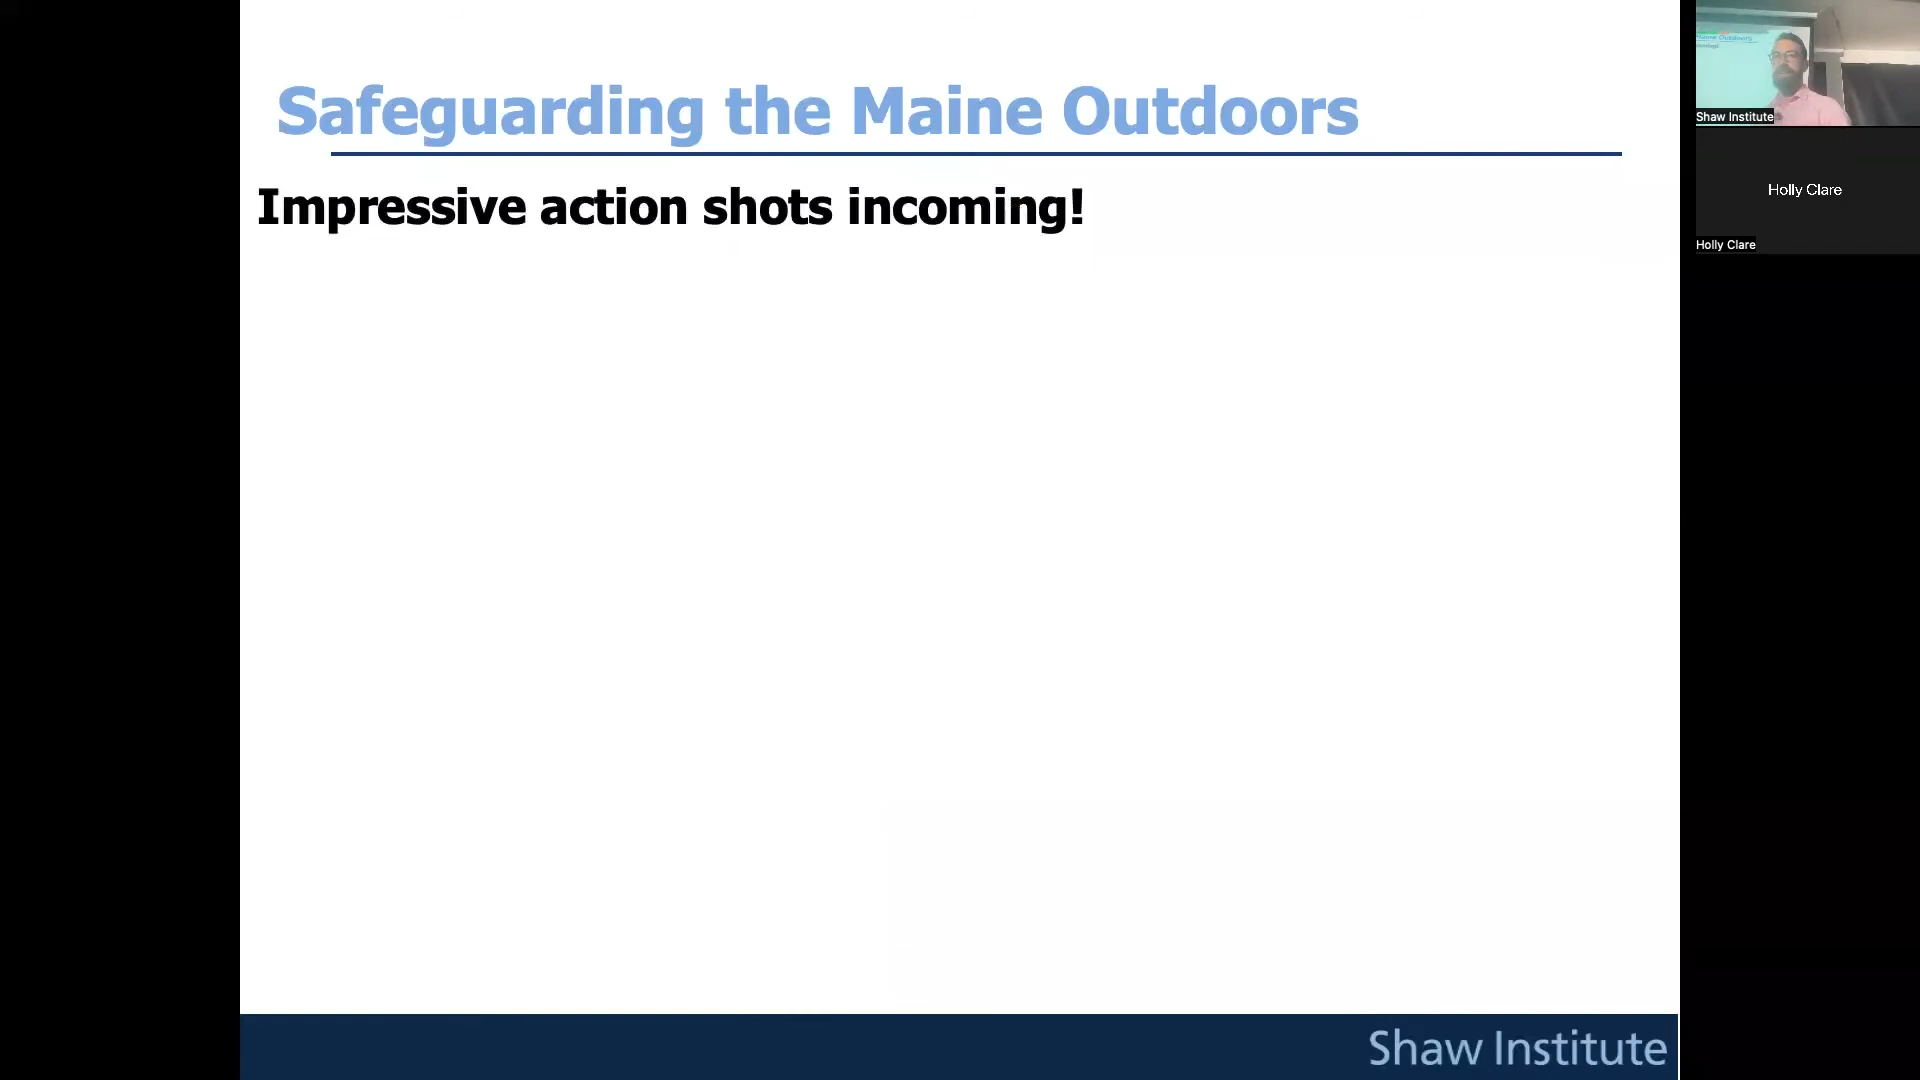 Safeguarding the Maine Outdoors
Impressive action shots incoming!
Shaw Institute
Shaw Institute
Holly Clare
Holly Clare